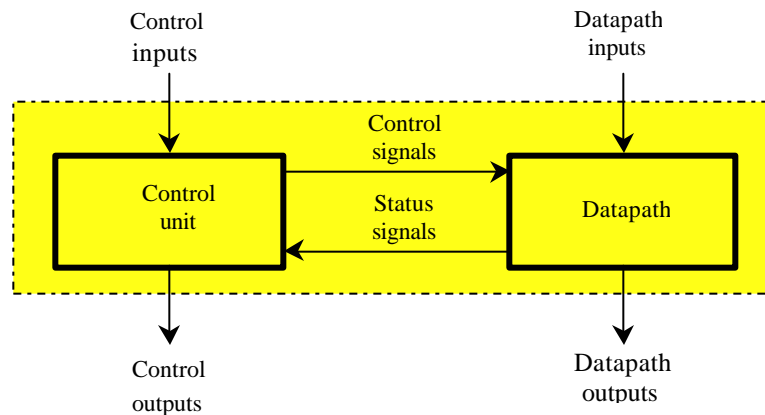 Control
inputs
Datapath
inputs
Control
signals
Control
unit
Status
signals
Datapath
Control
outputs
Datapath
outputs